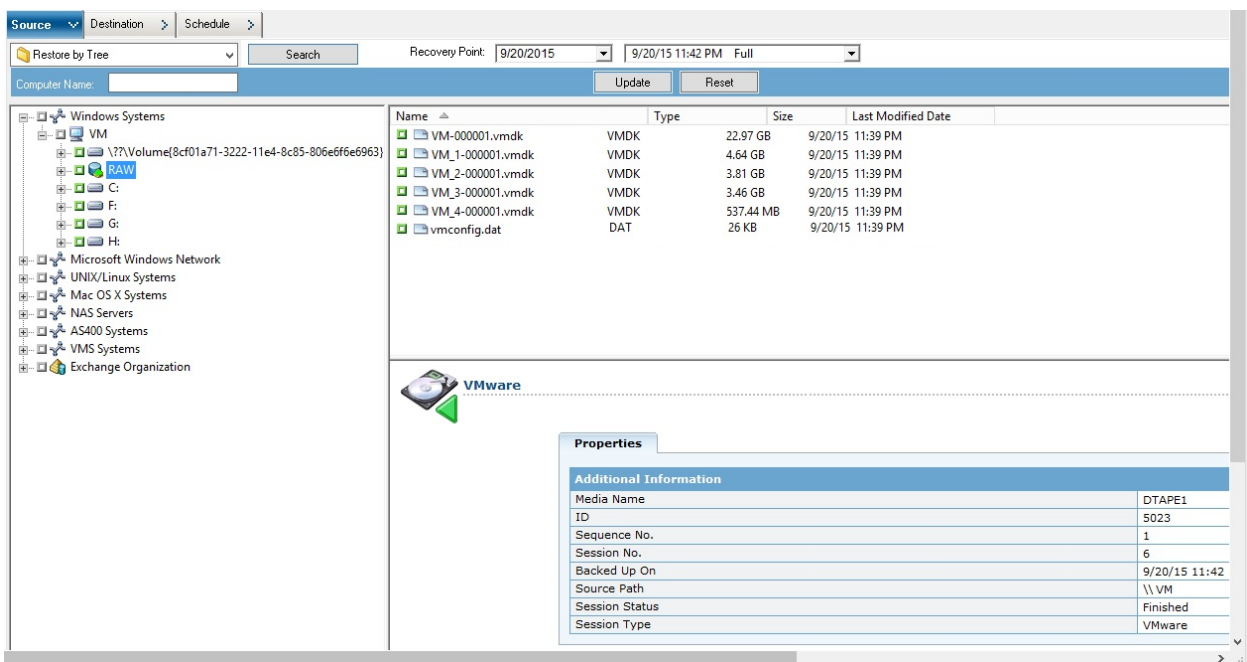 Source Destination Schedule
Restore by Tree Search Recovery Point: 9/20/2015 9/20/15 11:42 PM Full
Computer Name: Update Reset
Windows Systems
VM
\??\Volume{8cf01a71-3222-11e4-8c85-806e6f6e6963}
RAW
C:
F:
G:
H:
Microsoft Windows Network
UNIX/Linux Systems
Mac OS X Systems
NAS Servers
AS400 Systems
VMS Systems
Exchange Organization
Name Type Size Last Modified Date
VM-000001.vmdk VMDK 22.97 GB 9/20/15 11:39 PM
VM_1-000001.vmdk VMDK 4.64 GB 9/20/15 11:39 PM
VM_2-000001.vmdk VMDK 3.81 GB 9/20/15 11:39 PM
VM_3-000001.vmdk VMDK 3.46 GB 9/20/15 11:39 PM
VM_4-000001.vmdk VMDK 537.44 MB 9/20/15 11:39 PM
vmconfig.dat DAT 26 KB 9/20/15 11:39 PM
VMware
Properties
Additional Information
Media Name DTAPE1
ID 5023
Sequence No. 1
Session No. 6
Backed Up On 9/20/15 11:42
Source Path \\ VM
Session Status Finished
Session Type VMware